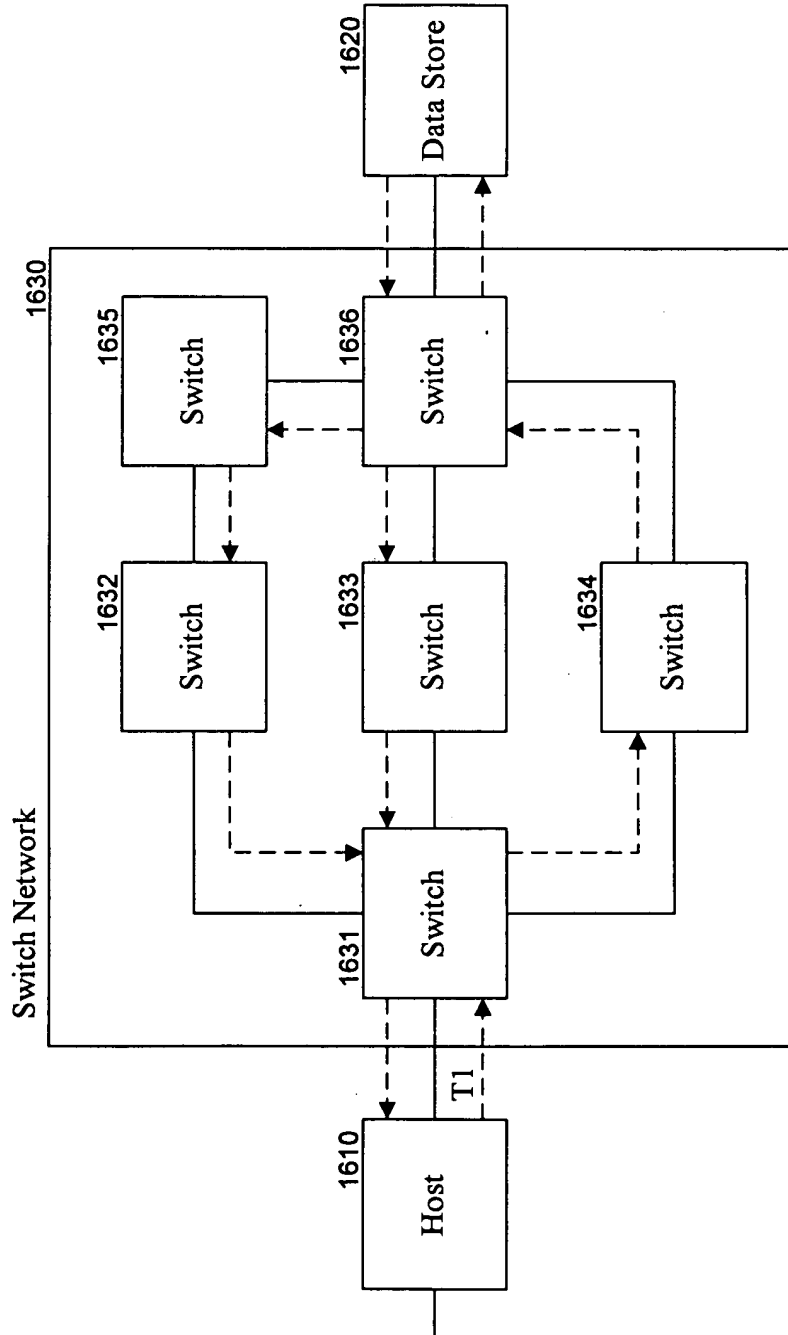 Switch Network
1630
1635
Switch
1632
Switch
1620
Data Store
1636
Switch
1633
Switch
1631
Switch
1610
Host
T1
1634
Switch